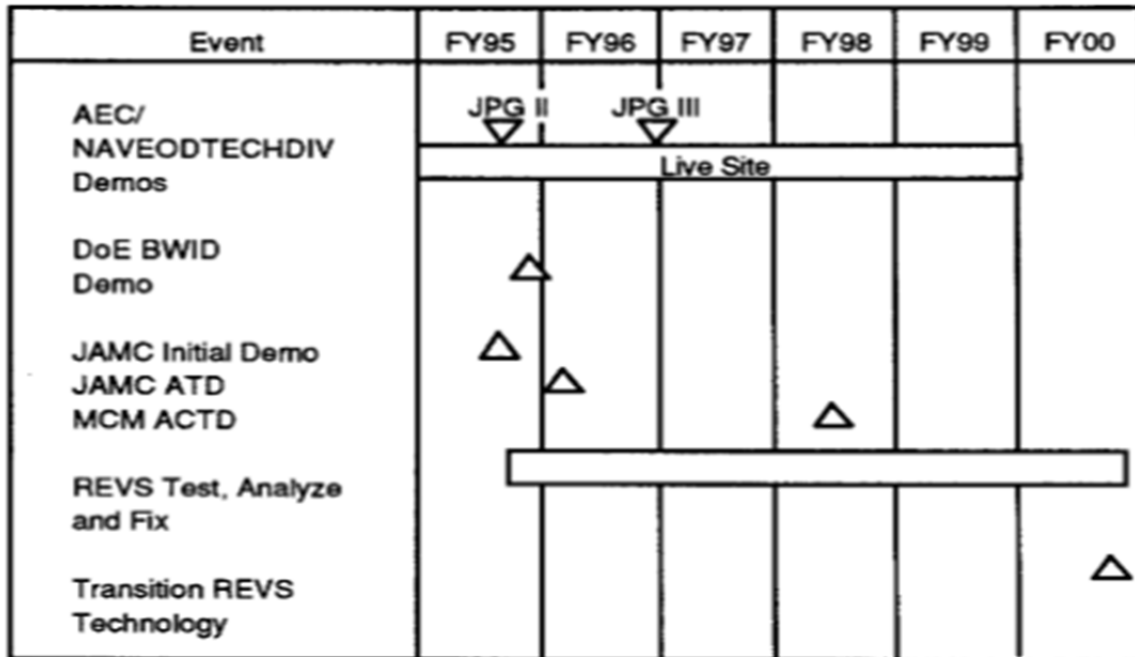 Event FY95 FY96 FY97 FY98 FY99 FY00
JPG II JPG III
AEC/
NAVEODTECHDIV
Live Site
Demos
DoE BWID
Demo
JAMC Initial Demo
JAMC ATD
MCM ACTD
REVS Test, Analyze
and Fix
Transition REVS
Technology